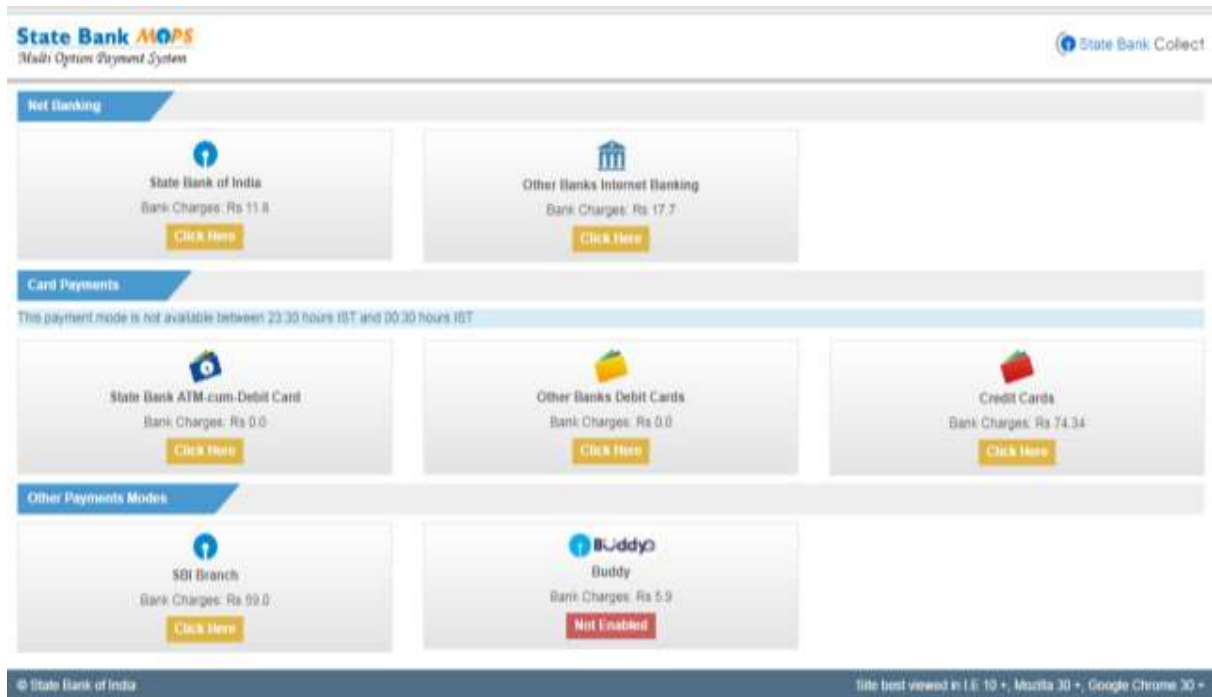 State Bank MOPS
Multi Option Payment System
State Bank Collect
Net Banking
State Bank of India
Bank Charges: Rs 11.8
Click Here
Other Banks Internet Banking
Bank Charges: Rs 17.7
Click Here
Card Payments
This payment mode is not available between 23:30 hours IST and 00:30 hours IST
State Bank ATM-cum-Debit Card
Bank Charges: Rs 0.0
Click Here
Other Banks Debit Cards
Bank Charges: Rs 0.0
Click Here
Credit Cards
Bank Charges: Rs 74.34
Click Here
Other Payments Modes
SBI Branch
Bank Charges: Rs 59.0
Click Here
Buddy
Buddy
Bank Charges: Rs 5.9
Not Enabled
© State Bank of India
Site best viewed in I.E 10 +, Mozilla 30 +, Google Chrome 30 +